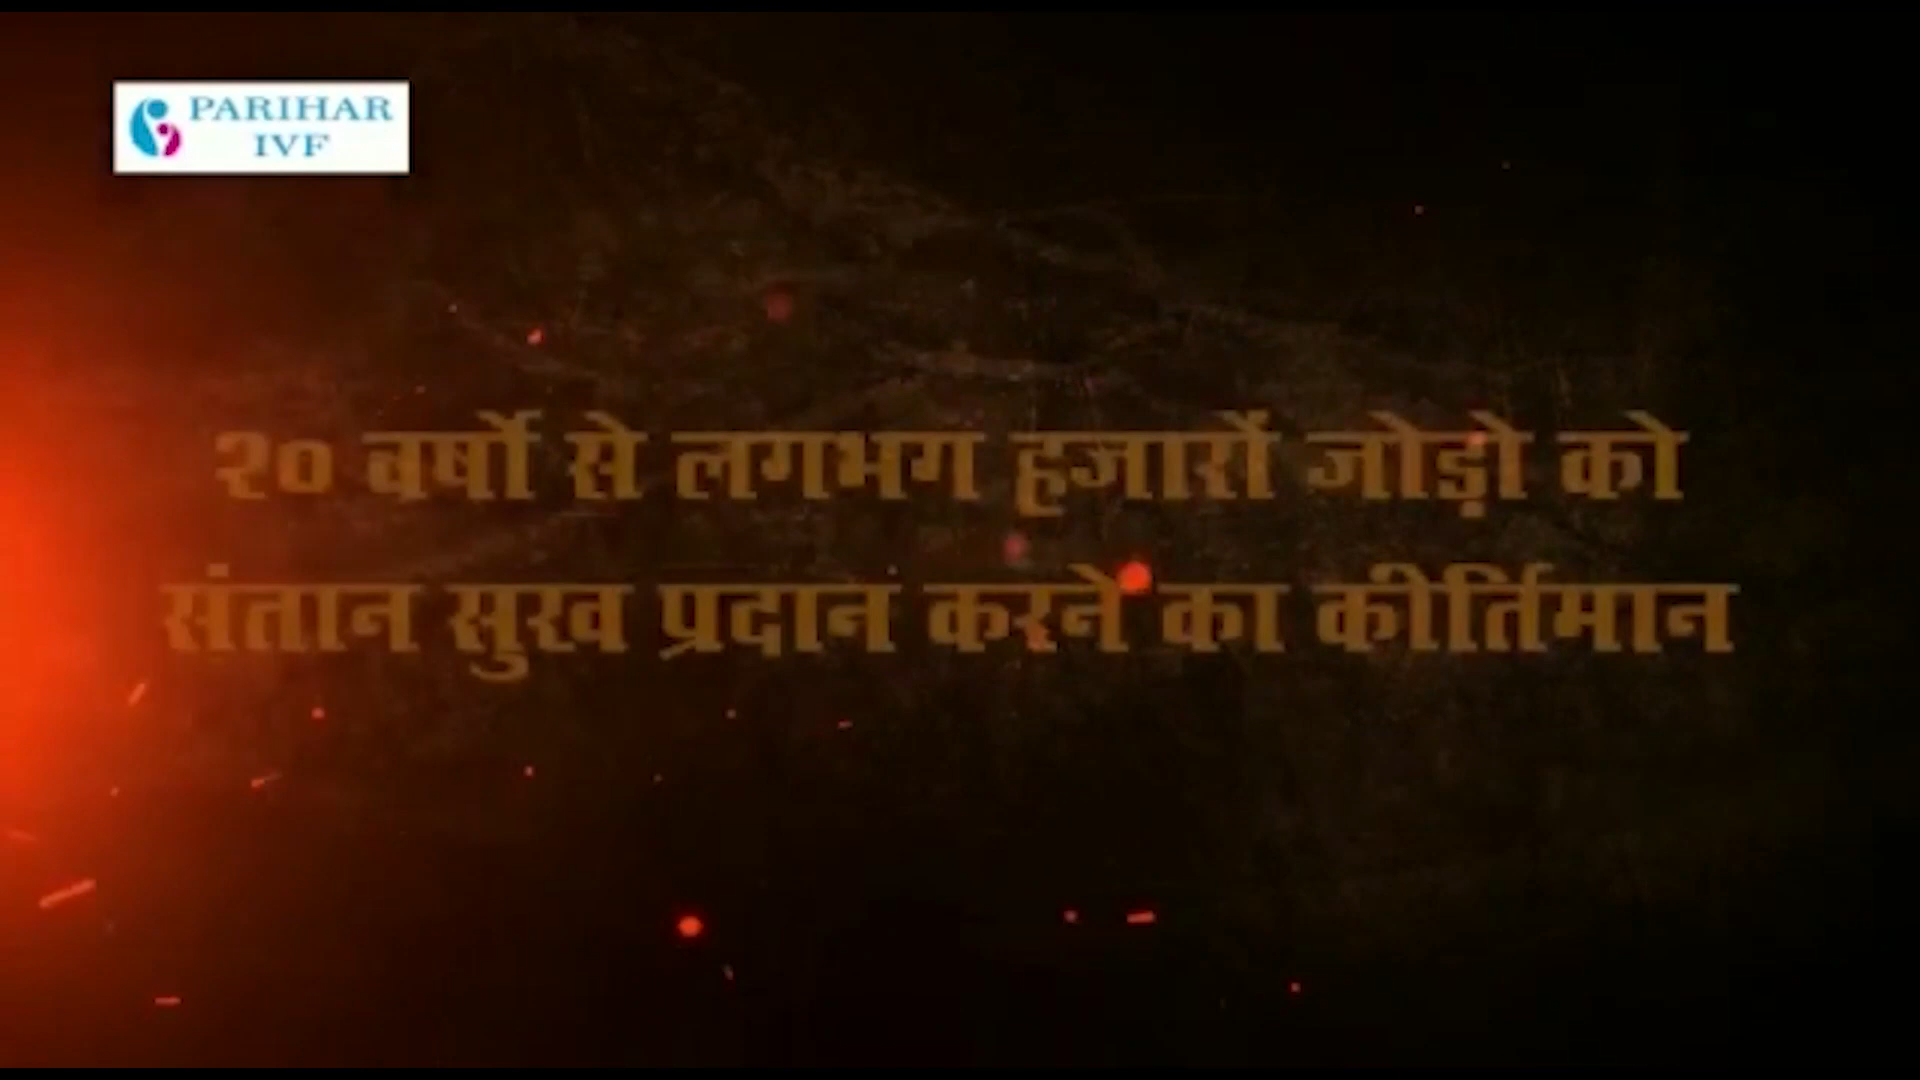 PARIHAR
IVF
२० वर्षो से लगभग हजारों जोड़ो को
संतान सुख प्रदान करने का कीर्तिमान